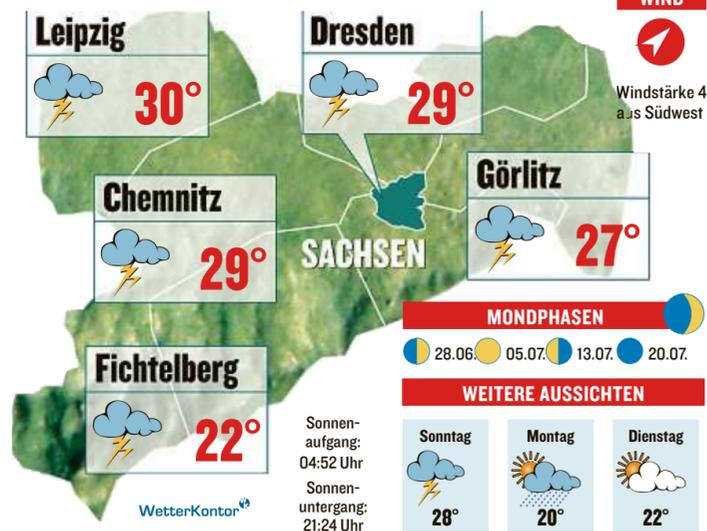 WIND
Leipzig
30°
Dresden
29°
Windstärke 4
aus Südwest
Chemnitz
29°
Görlitz
27°
SACHSEN
MONDPHASEN
28.06. 05.07. 13.07. 20.07.
Fichtelberg
22°
WEITERE AUSSICHTEN
Sonnen-
aufgang:
04:52 Uhr
Sonnen-
untergang:
21:24 Uhr
Sonntag Montag Dienstag
28° 20° 22°
WetterKontor